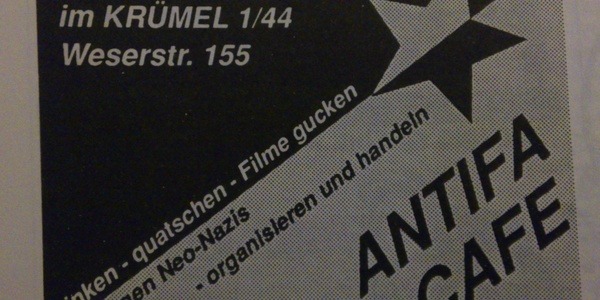 im KRÜMEL 1/44
Weserstr. 155
quatschen - Filme gucken
Neo-Nazis
- organisieren und handeln
ANTIFA
CAFE